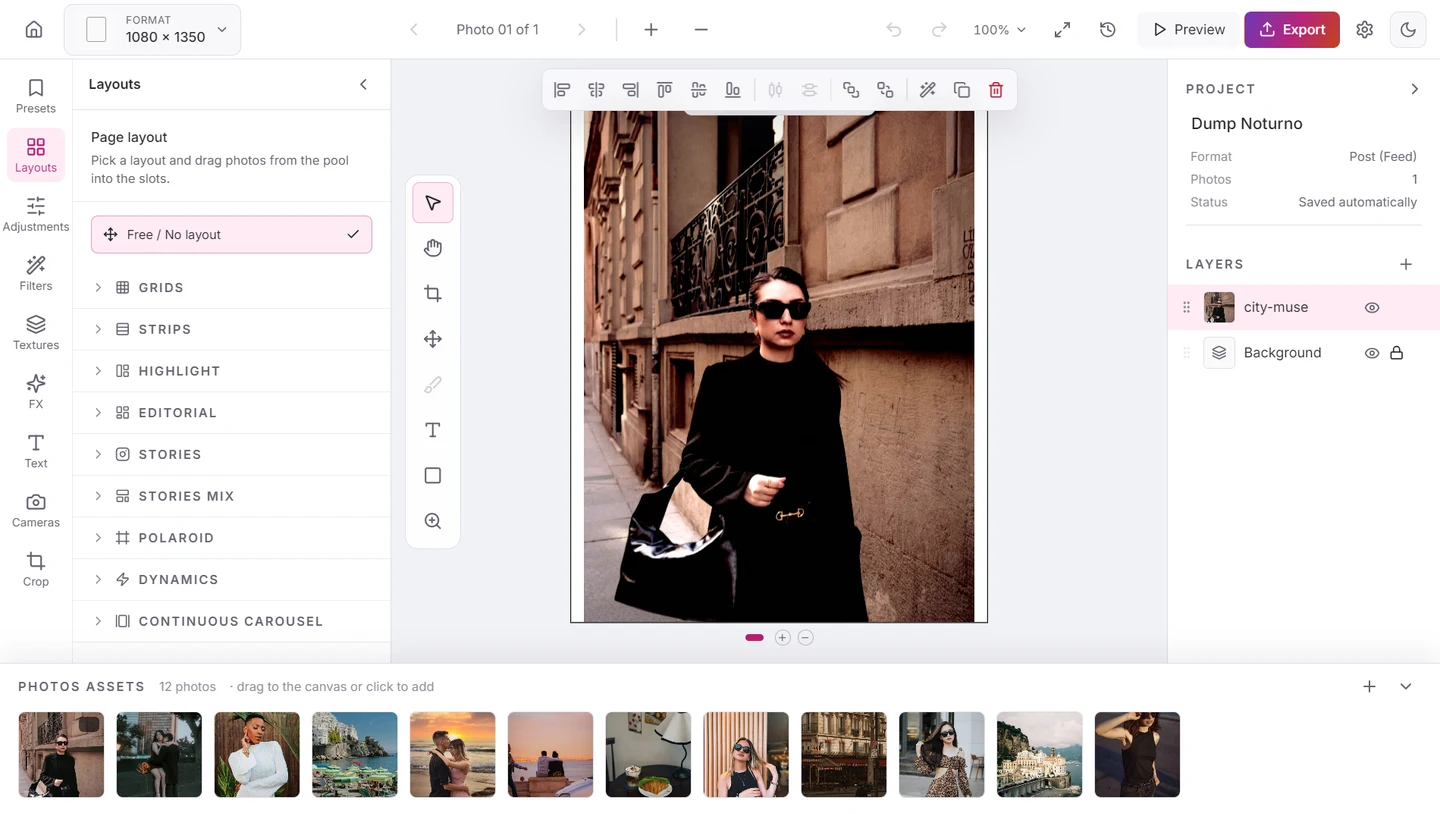 FORMAT
1080 × 1350
Photo 01 of 1
100%
Preview
Export
Presets
Layouts
Adjustments
Filters
Textures
FX
Text
Cameras
Crop
Layouts
Page layout
Pick a layout and drag photos from the pool
into the slots.
Free / No layout
GRIDS
STRIPS
HIGHLIGHT
EDITORIAL
STORIES
STORIES MIX
POLAROID
DYNAMICS
CONTINUOUS CAROUSEL
PROJECT
Dump Noturno
Format Post (Feed)
Photos 1
Status Saved automatically
LAYERS
city-muse
Background
PHOTOS ASSETS 12 photos · drag to the canvas or click to add